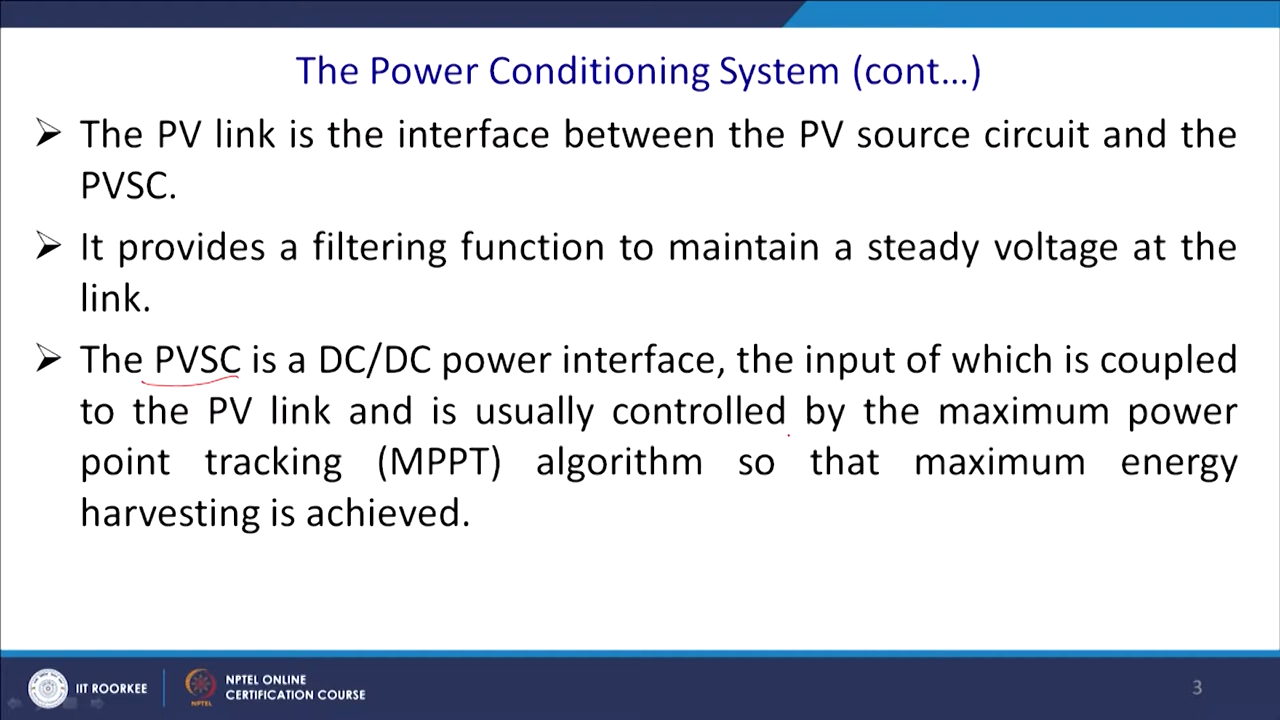 The Power Conditioning System (cont...)
➢ The PV link is the interface between the PV source circuit and the
PVSC.
➢ It provides a filtering function to maintain a steady voltage at the
link.
➢ The PVSC is a DC/DC power interface, the input of which is coupled
to the PV link and is usually controlled by the maximum power
point tracking (MPPT) algorithm so that maximum energy
harvesting is achieved.
IIT ROORKEE
NPTEL
NPTEL ONLINE
CERTIFICATION COURSE
3